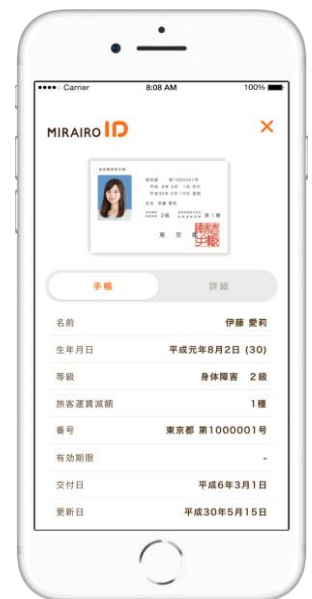 Carrier 8:08 AM 100%
MIRAIRO ID
手帳 詳細
名前 伊藤 愛莉
生年月日 平成元年8月2日 (30)
等級 身体障害 2級
旅客運賃減額 1種
番号 東京都 第1000001号
有効期限 -
交付日 平成6年3月1日
更新日 平成30年5月15日